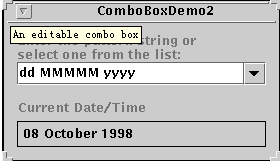 ComboBoxDemo2
An editable combo box
string or
select one from the list:
dd MMMMM yyyy
Current Date/Time
08 October 1998